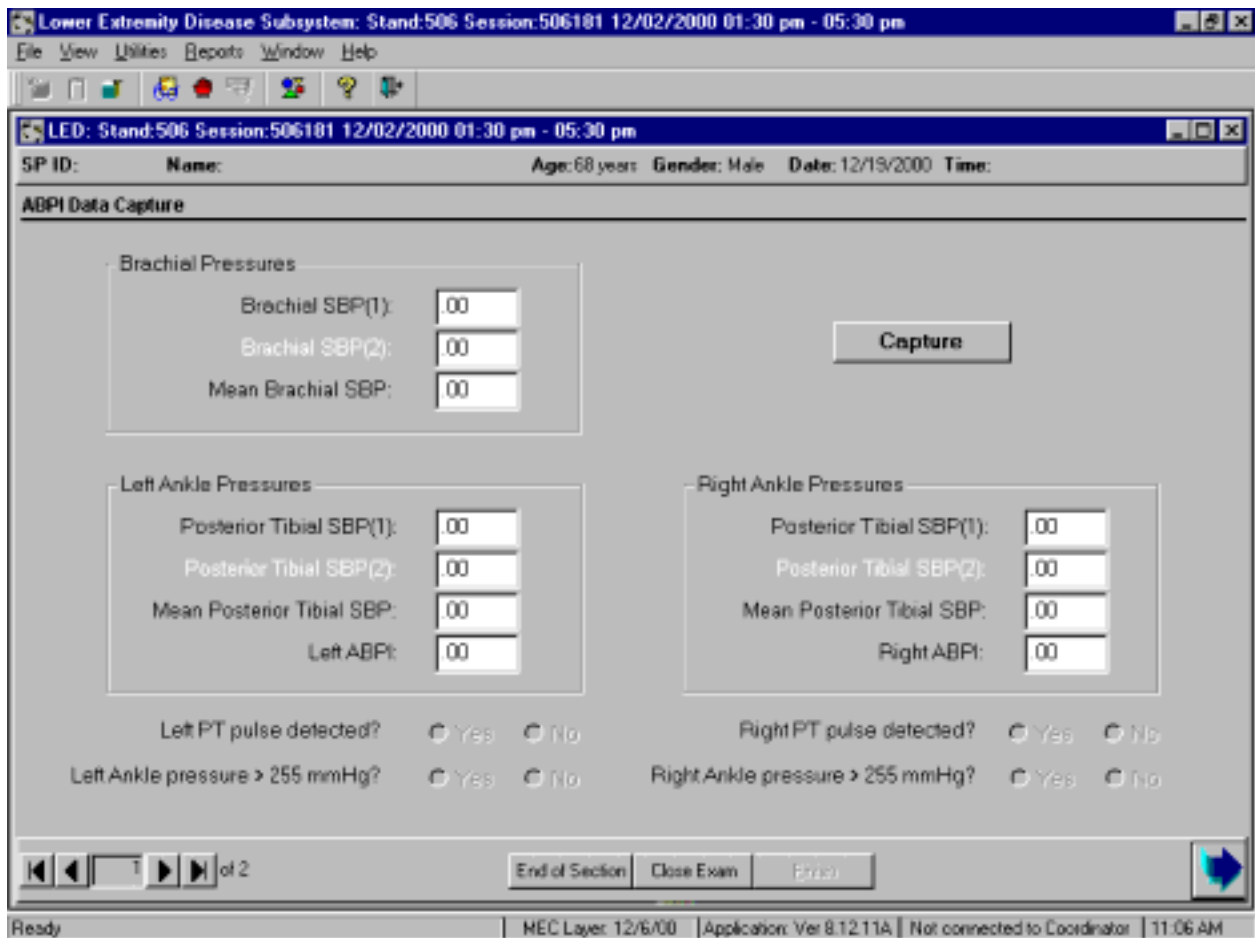 Lower Extremity Disease Subsystem: Stand:506 Session:506181 12/02/2000 01:30 pm - 05:30 pm
File View Utilities Reports Window Help
LED: Stand:506 Session:506181 12/02/2000 01:30 pm - 05:30 pm
SP ID: Name: Age: 68 years Gender: Male Date: 12/19/2000 Time:
ABPI Data Capture
Brachial Pressures
Brachial SBP(1): .00
Brachial SBP(2): .00
Capture
Mean Brachial SBP: .00
Left Ankle Pressures Right Ankle Pressures
Posterior Tibial SBP(1): .00 Posterior Tibial SBP(1): .00
Posterior Tibial SBP(2): .00 Posterior Tibial SBP(2): .00
Mean Posterior Tibial SBP: .00 Mean Posterior Tibial SBP: .00
Left ABPI: .00 Right ABPI: .00
Left PT pulse detected? Yes No Right PT pulse detected? Yes No
Left Ankle pressure > 255 mmHg? Yes No Right Ankle pressure > 255 mmHg? Yes No
1 of 2 End of Section Close Exam Finish
Ready MEC Layer: 12/6/00 Application: Ver 8.12.11A Not connected to Coordinator 11:06 AM